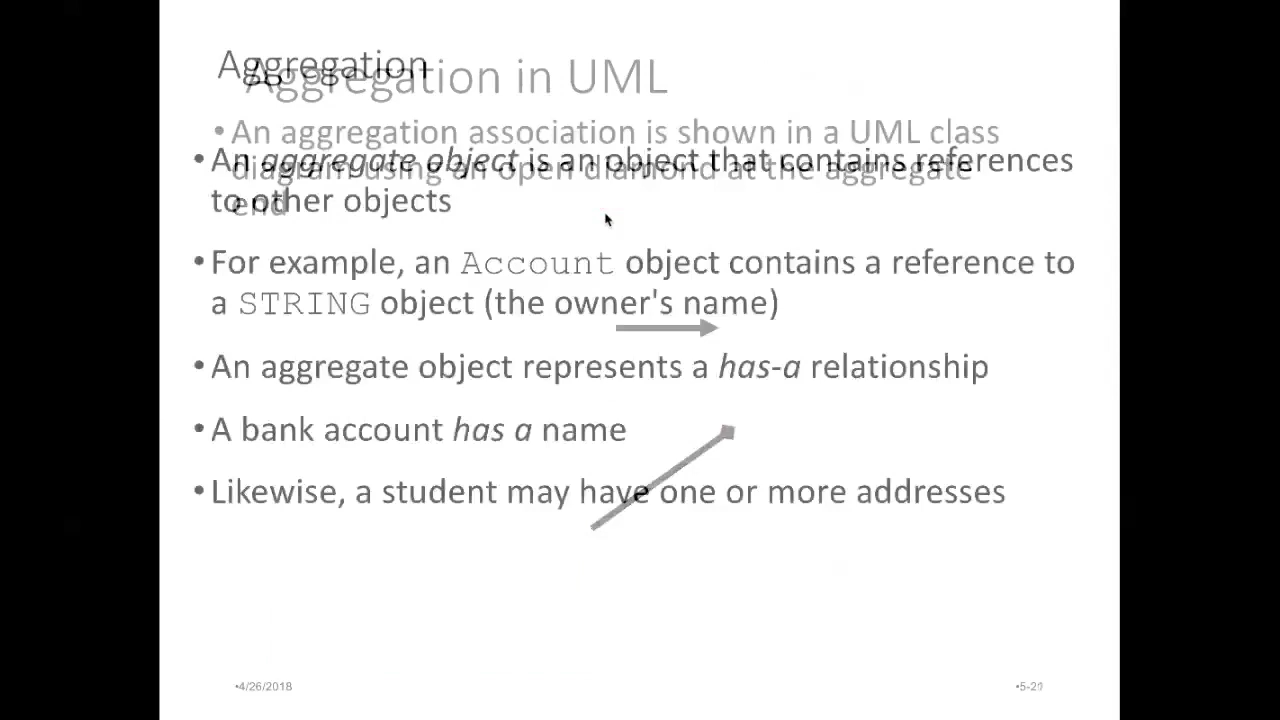 Aggregation
Aggregation in UML
•An aggregation association is shown in a UML class
diagram using an open diamond at the aggregate
end
•An aggregate object is an object that contains references
to other objects
•For example, an Account object contains a reference to
a STRING object (the owner's name)
•An aggregate object represents a has-a relationship
•A bank account has a name
•Likewise, a student may have one or more addresses
•4/26/2018